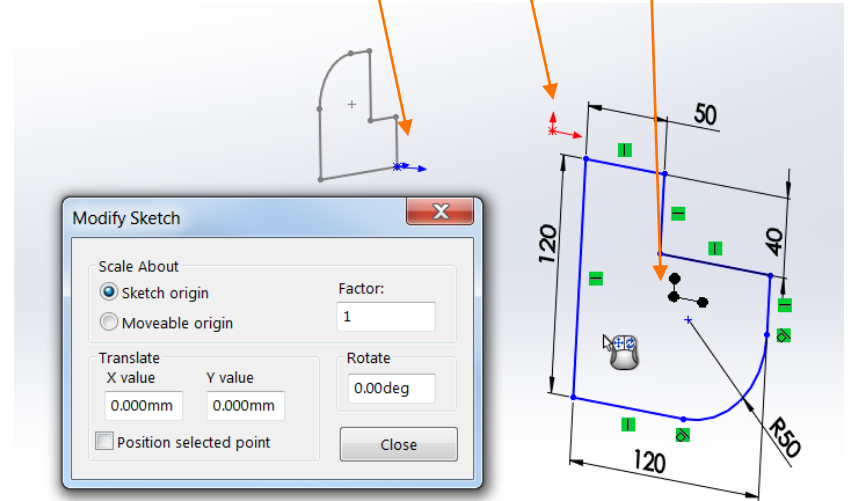 50
120
40
R50
120
Modify Sketch
Scale About
Sketch origin
Moveable origin
Factor:
1
Translate
X value Y value
0.000mm 0.000mm
Position selected point
Rotate
0.00deg
Close